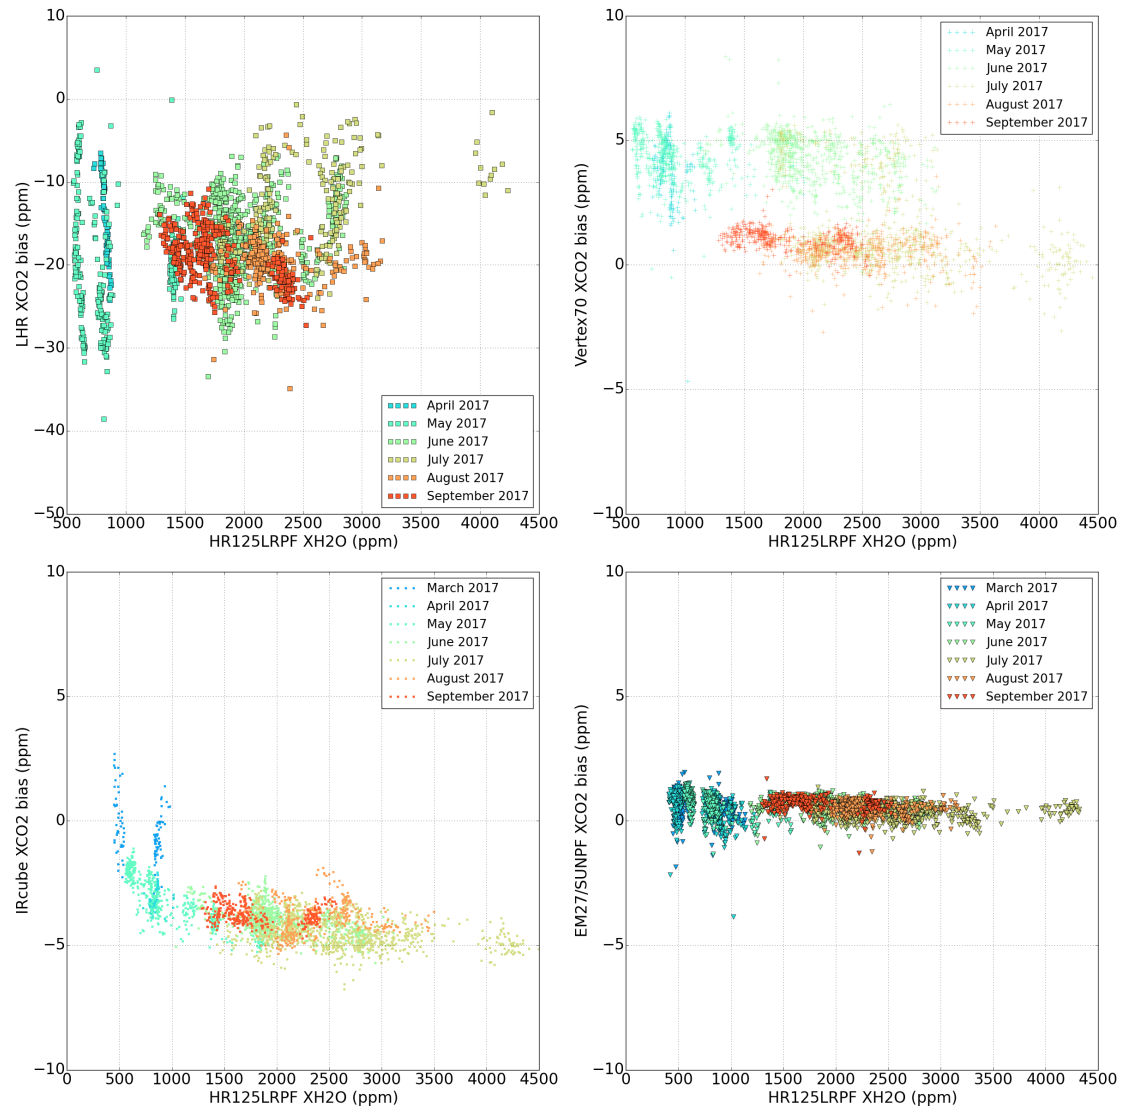 10
0
−10
−20
−30
−40
−50
LHR XCO2 bias (ppm)
April 2017
May 2017
June 2017
July 2017
August 2017
September 2017
500 1000 1500 2000 2500 3000 3500 4000 4500
HR125LRPF XH2O (ppm)
10
5
0
−5
−10
Vertex70 XCO2 bias (ppm)
April 2017
May 2017
June 2017
July 2017
August 2017
September 2017
500 1000 1500 2000 2500 3000 3500 4000 4500
HR125LRPF XH2O (ppm)
10
5
0
−5
−10
IRcube XCO2 bias (ppm)
March 2017
April 2017
May 2017
June 2017
July 2017
August 2017
September 2017
0 500 1000 1500 2000 2500 3000 3500 4000 4500
HR125LRPF XH2O (ppm)
10
5
0
−5
−10
EM27/SUNPF XCO2 bias (ppm)
March 2017
April 2017
May 2017
June 2017
July 2017
August 2017
September 2017
0 500 1000 1500 2000 2500 3000 3500 4000 4500
HR125LRPF XH2O (ppm)